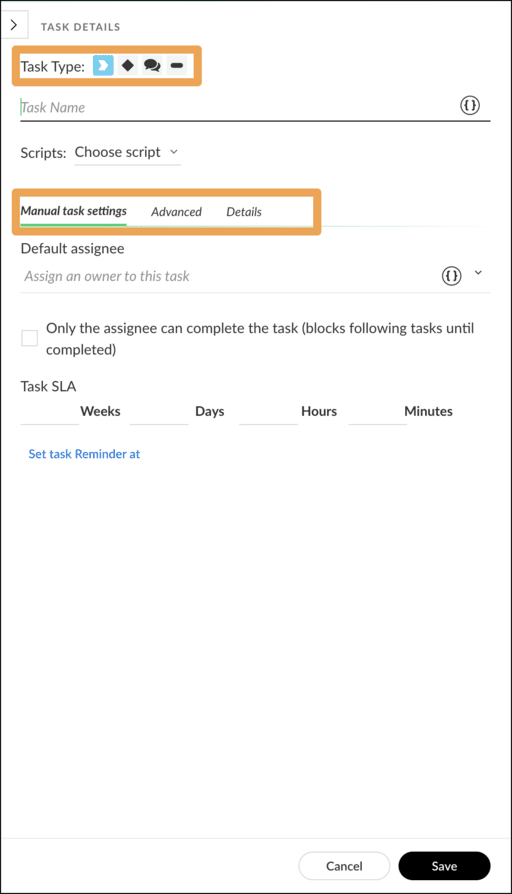 TASK DETAILS
Task Type:
Task Name
Scripts: Choose script
Manual task settings Advanced Details
Default assignee
Assign an owner to this task
Only the assignee can complete the task (blocks following tasks until
completed)
Task SLA
Weeks Days Hours Minutes
Set task Reminder at
Cancel Save